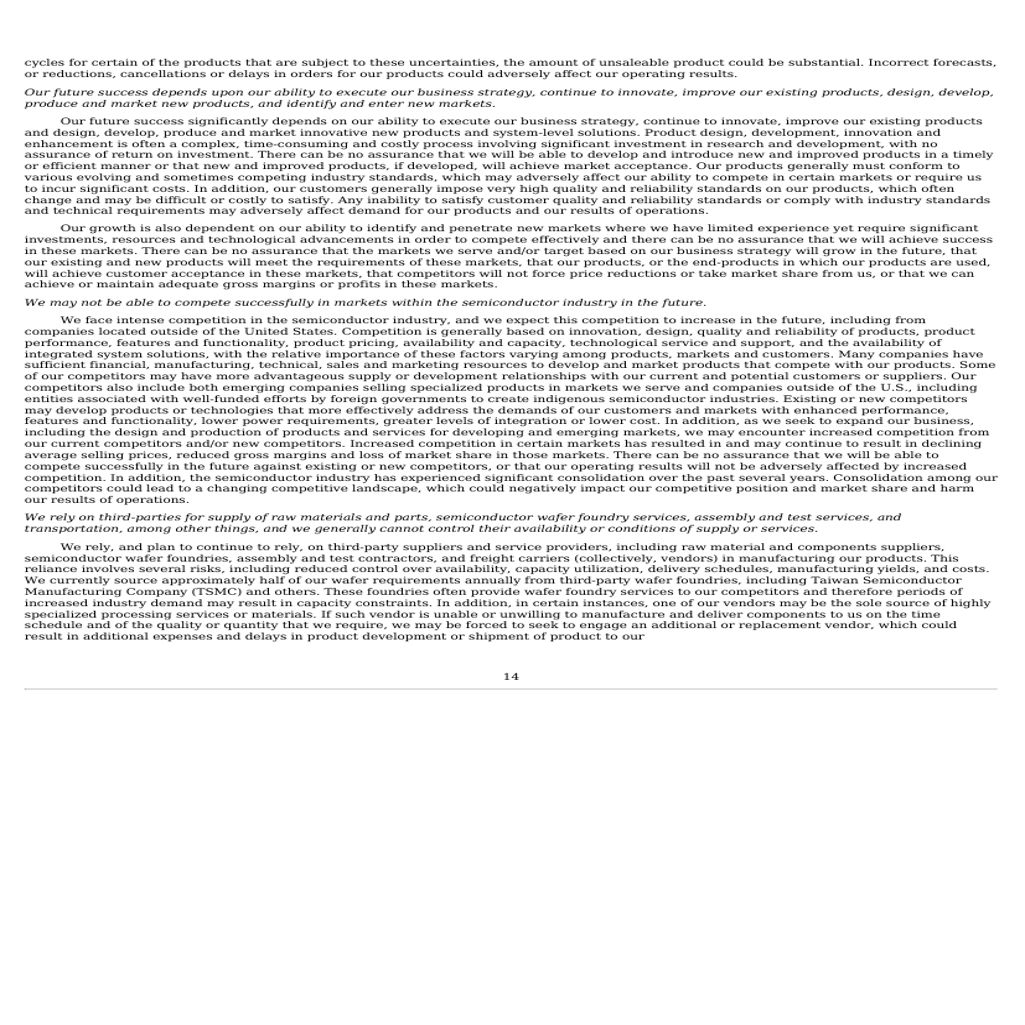 cycles for certain of the products that are subject to these uncertainties, the amount of unsaleable product could be substantial. Incorrect forecasts,
or reductions, cancellations or delays in orders for our products could adversely affect our operating results.
Our future success depends upon our ability to execute our business strategy, continue to innovate, improve our existing products, design, develop,
produce and market new products, and identify and enter new markets.
Our future success significantly depends on our ability to execute our business strategy, continue to innovate, improve our existing products
and design, develop, produce and market innovative new products and system-level solutions. Product design, development, innovation and
enhancement is often a complex, time-consuming and costly process involving significant investment in research and development, with no
assurance of return on investment. There can be no assurance that we will be able to develop and introduce new and improved products in a timely
or efficient manner or that new and improved products, if developed, will achieve market acceptance. Our products generally must conform to
various evolving and sometimes competing industry standards, which may adversely affect our ability to compete in certain markets or require us
to incur significant costs. In addition, our customers generally impose very high quality and reliability standards on our products, which often
change and may be difficult or costly to satisfy. Any inability to satisfy customer quality and reliability standards or comply with industry standards
and technical requirements may adversely affect demand for our products and our results of operations.
Our growth is also dependent on our ability to identify and penetrate new markets where we have limited experience yet require significant
investments, resources and technological advancements in order to compete effectively and there can be no assurance that we will achieve success
in these markets. There can be no assurance that the markets we serve and/or target based on our business strategy will grow in the future, that
our existing and new products will meet the requirements of these markets, that our products, or the end-products in which our products are used,
will achieve customer acceptance in these markets, that competitors will not force price reductions or take market share from us, or that we can
achieve or maintain adequate gross margins or profits in these markets.
We may not be able to compete successfully in markets within the semiconductor industry in the future.
We face intense competition in the semiconductor industry, and we expect this competition to increase in the future, including from
companies located outside of the United States. Competition is generally based on innovation, design, quality and reliability of products, product
performance, features and functionality, product pricing, availability and capacity, technological service and support, and the availability of
integrated system solutions, with the relative importance of these factors varying among products, markets and customers. Many companies have
sufficient financial, manufacturing, technical, sales and marketing resources to develop and market products that compete with our products. Some
of our competitors may have more advantageous supply or development relationships with our current and potential customers or suppliers. Our
competitors also include both emerging companies selling specialized products in markets we serve and companies outside of the U.S., including
entities associated with well-funded efforts by foreign governments to create indigenous semiconductor industries. Existing or new competitors
may develop products or technologies that more effectively address the demands of our customers and markets with enhanced performance,
features and functionality, lower power requirements, greater levels of integration or lower cost. In addition, as we seek to expand our business,
including the design and production of products and services for developing and emerging markets, we may encounter increased competition from
our current competitors and/or new competitors. Increased competition in certain markets has resulted in and may continue to result in declining
average selling prices, reduced gross margins and loss of market share in those markets. There can be no assurance that we will be able to
compete successfully in the future against existing or new competitors, or that our operating results will not be adversely affected by increased
competition. In addition, the semiconductor industry has experienced significant consolidation over the past several years. Consolidation among our
competitors could lead to a changing competitive landscape, which could negatively impact our competitive position and market share and harm
our results of operations.
We rely on third-parties for supply of raw materials and parts, semiconductor wafer foundry services, assembly and test services, and
transportation, among other things, and we generally cannot control their availability or conditions of supply or services.
We rely, and plan to continue to rely, on third-party suppliers and service providers, including raw material and components suppliers,
semiconductor wafer foundries, assembly and test contractors, and freight carriers (collectively, vendors) in manufacturing our products. This
reliance involves several risks, including reduced control over availability, capacity utilization, delivery schedules, manufacturing yields, and costs.
We currently source approximately half of our wafer requirements annually from third-party wafer foundries, including Taiwan Semiconductor
Manufacturing Company (TSMC) and others. These foundries often provide wafer foundry services to our competitors and therefore periods of
increased industry demand may result in capacity constraints. In addition, in certain instances, one of our vendors may be the sole source of highly
specialized processing services or materials. If such vendor is unable or unwilling to manufacture and deliver components to us on the time
schedule and of the quality or quantity that we require, we may be forced to seek to engage an additional or replacement vendor, which could
result in additional expenses and delays in product development or shipment of product to our
14